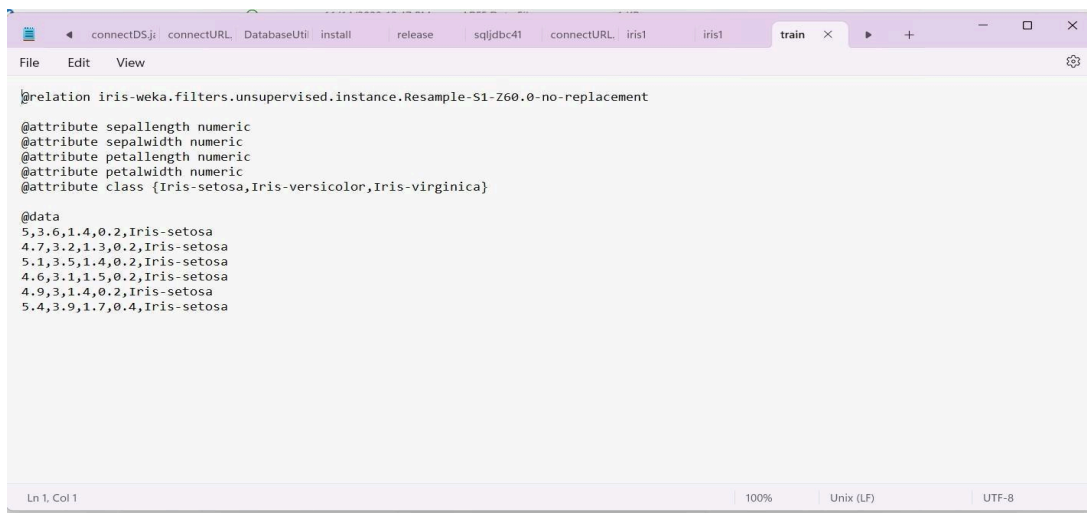 connectDS.ja connectURL. DatabaseUtil install release sqljdbc41 connectURL. iris1 iris1 train
File Edit View
@relation iris-weka.filters.unsupervised.instance.Resample-S1-Z60.0-no-replacement
@attribute sepallength numeric
@attribute sepalwidth numeric
@attribute petallength numeric
@attribute petalwidth numeric
@attribute class {Iris-setosa,Iris-versicolor,Iris-virginica}
@data
5,3.6,1.4,0.2,Iris-setosa
4.7,3.2,1.3,0.2,Iris-setosa
5.1,3.5,1.4,0.2,Iris-setosa
4.6,3.1,1.5,0.2,Iris-setosa
4.9,3,1.4,0.2,Iris-setosa
5.4,3.9,1.7,0.4,Iris-setosa
Ln 1, Col 1 100% Unix (LF) UTF-8